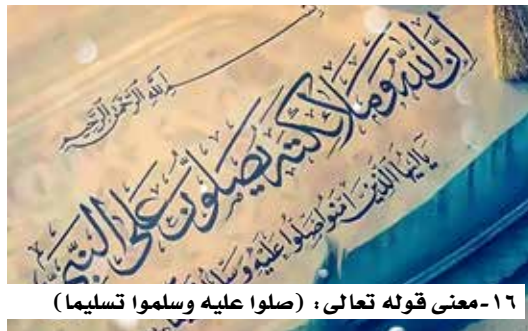 بسم الله الرحمن الرحيم
إن الله وملائكته يصلون على النبي
يا أيها الذين آمنوا صلوا عليه وسلموا
١٦-معنى قوله تعالى: (صلوا عليه وسلموا تسليما)